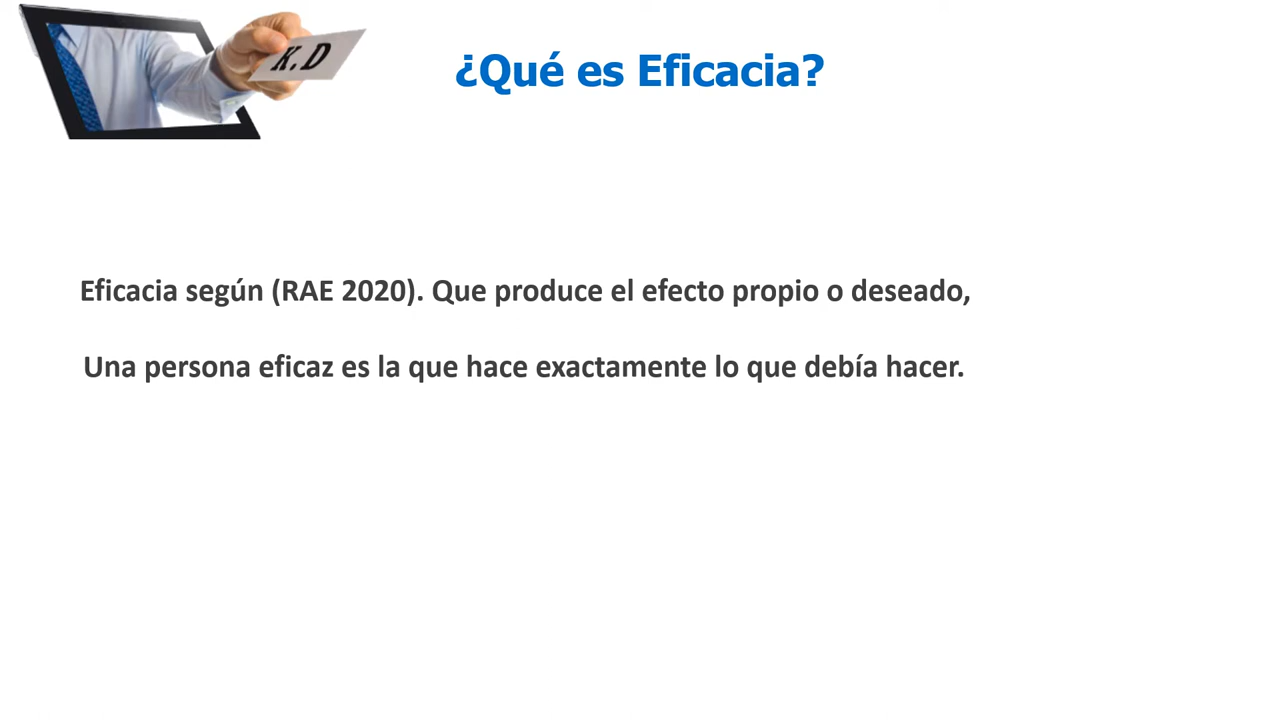 K.D
¿Qué es Eficacia?
Eficacia según (RAE 2020). Que produce el efecto propio o deseado,
Una persona eficaz es la que hace exactamente lo que debía hacer.